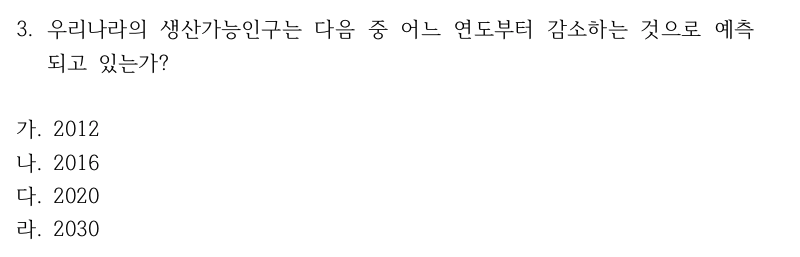 3. 우리나라의 생산가능인구는 다음 중 어느 연도부터 감소하는 것으로 예측
되고 있는가?
가. 2012
나. 2016
다. 2020
라. 2030